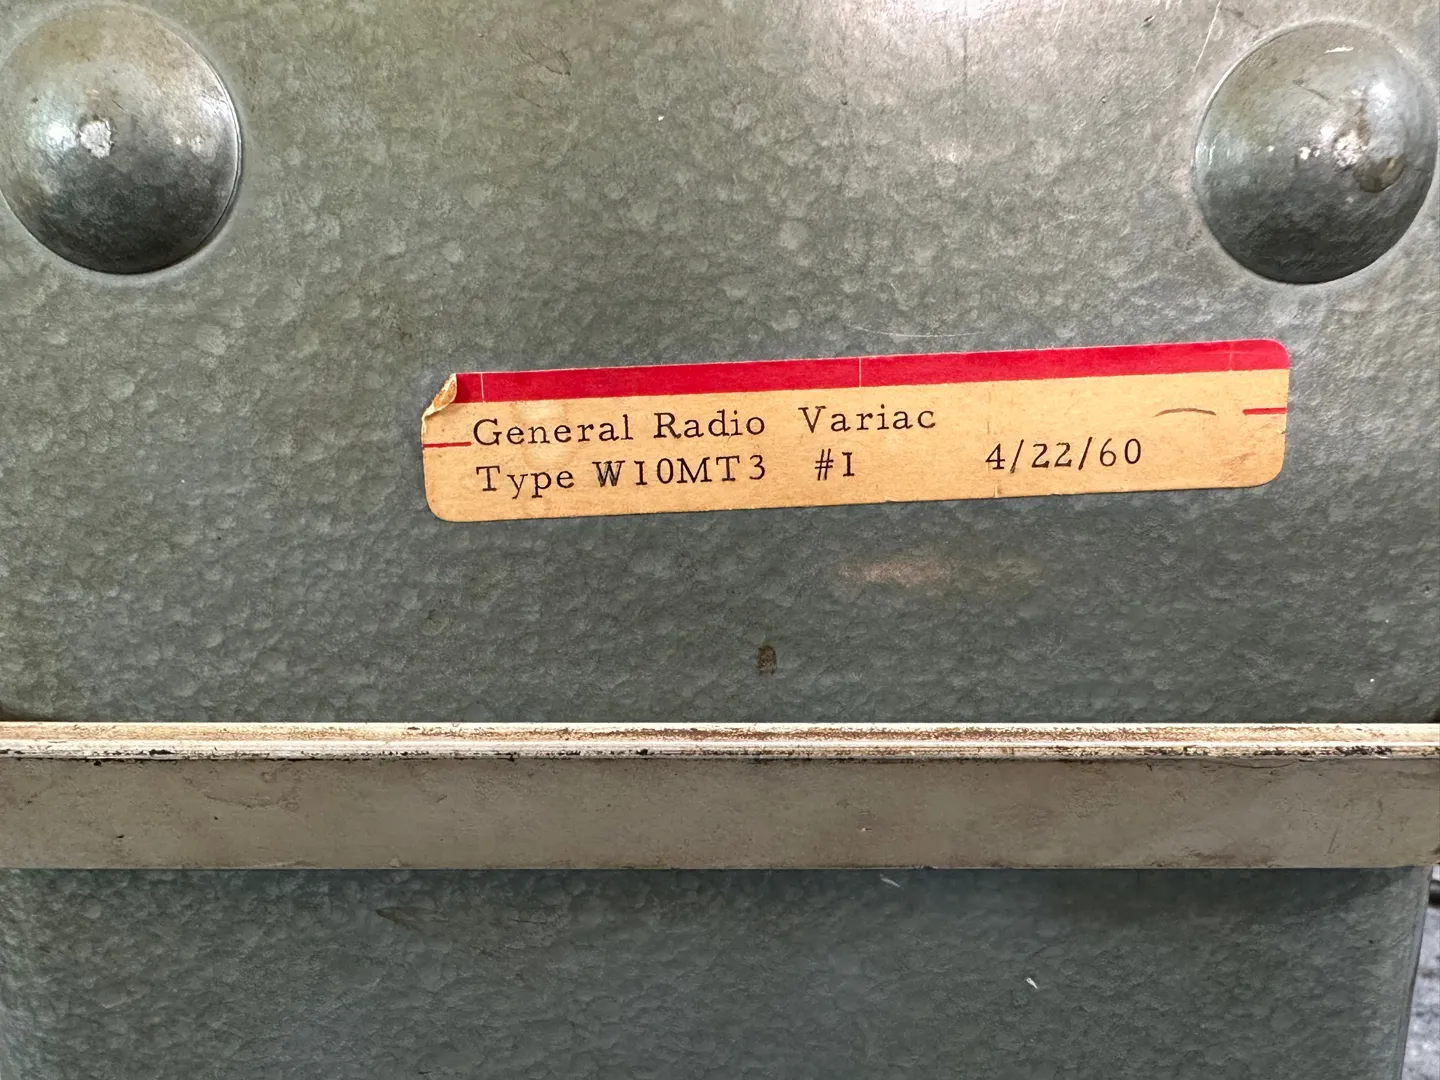 General Radio Variac
Type W10MT3 #1 4/22/60